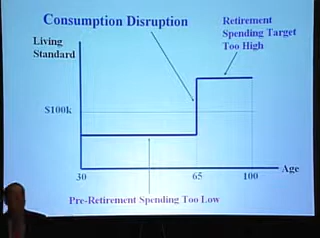 Consumption Disruption
Retirement
Spending Target
Too High
Living
Standard
$100k
Age
30
65
100
Pre-Retirement Spending Too Low